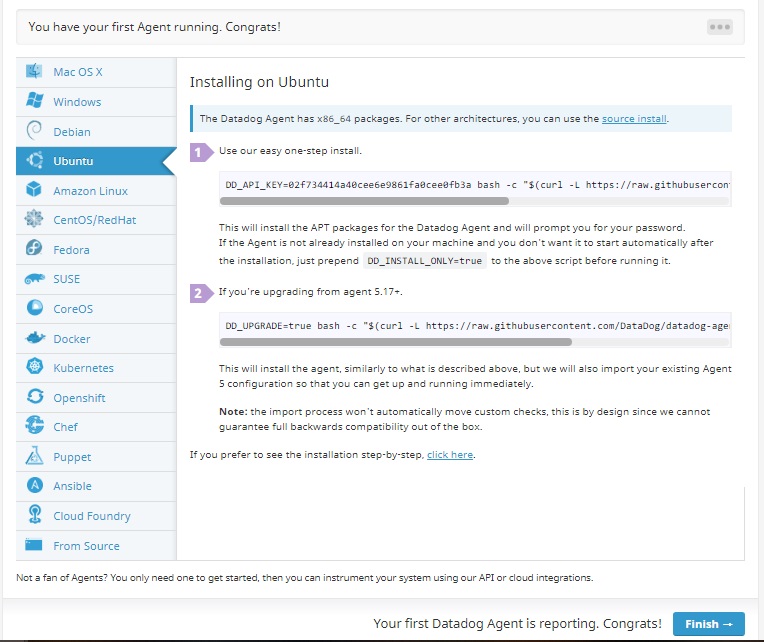 You have your first Agent running. Congrats!
Mac OS X
Windows
Debian
Ubuntu
Amazon Linux
CentOS/RedHat
Fedora
SUSE
CoreOS
Docker
Kubernetes
Openshift
Chef
Puppet
Ansible
Cloud Foundry
From Source
Installing on Ubuntu
The Datadog Agent has x86_64 packages. For other architectures, you can use the source install.
1 Use our easy one-step install.
DD_API_KEY=02f734414a40cee6e9861fa0cee0fb3a bash -c "$(curl -L https://raw.githubusercon
This will install the APT packages for the Datadog Agent and will prompt you for your password.
If the Agent is not already installed on your machine and you don't want it to start automatically after
the installation, just prepend DD_INSTALL_ONLY=true to the above script before running it.
2 If you're upgrading from agent 5.17+.
DD_UPGRADE=true bash -c "$(curl -L https://raw.githubusercontent.com/DataDog/datadog-age
This will install the agent, similarly to what is described above, but we will also import your existing Agent
5 configuration so that you can get up and running immediately.
Note: the import process won't automatically move custom checks, this is by design since we cannot
guarantee full backwards compatibility out of the box.
If you prefer to see the installation step-by-step, click here.
Not a fan of Agents? You only need one to get started, then you can instrument your system using our API or cloud integrations.
Your first Datadog Agent is reporting. Congrats!
Finish →